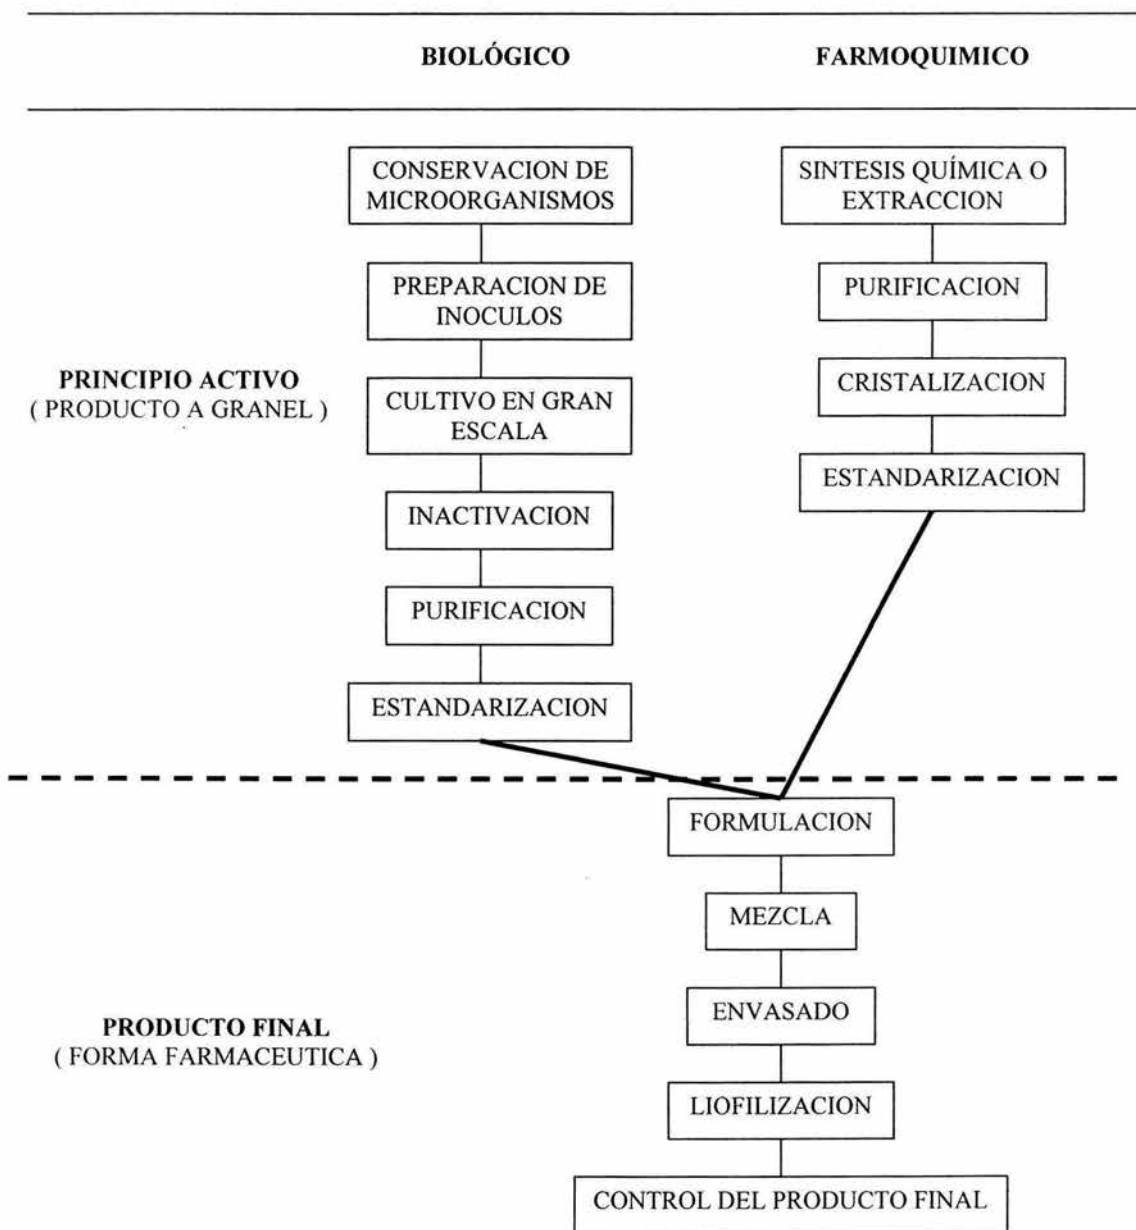 BIOLÓGICO
FARMOQUIMICO
CONSERVACION DE
MICROORGANISMOS
PREPARACION DE
INOCULOS
CULTIVO EN GRAN
ESCALA
INACTIVACION
PURIFICACION
ESTANDARIZACION
SINTESIS QUÍMICA O
EXTRACCION
PURIFICACION
CRISTALIZACION
ESTANDARIZACION
PRINCIPIO ACTIVO
( PRODUCTO A GRANEL )
FORMULACION
MEZCLA
ENVASADO
LIOFILIZACION
CONTROL DEL PRODUCTO FINAL
PRODUCTO FINAL
( FORMA FARMACEUTICA )